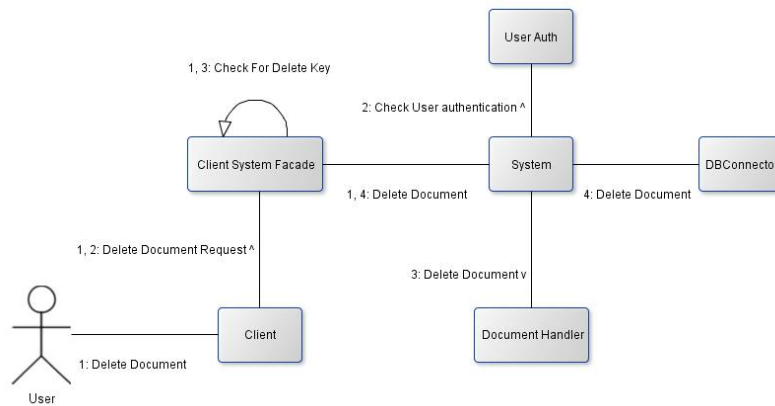 User Auth
1, 3: Check For Delete Key
2: Check User authentication ^
Client System Facade
System
DBConnector
1, 4: Delete Document
4: Delete Document
1, 2: Delete Document Request ^
3: Delete Document v
Client
Document Handler
1: Delete Document
User